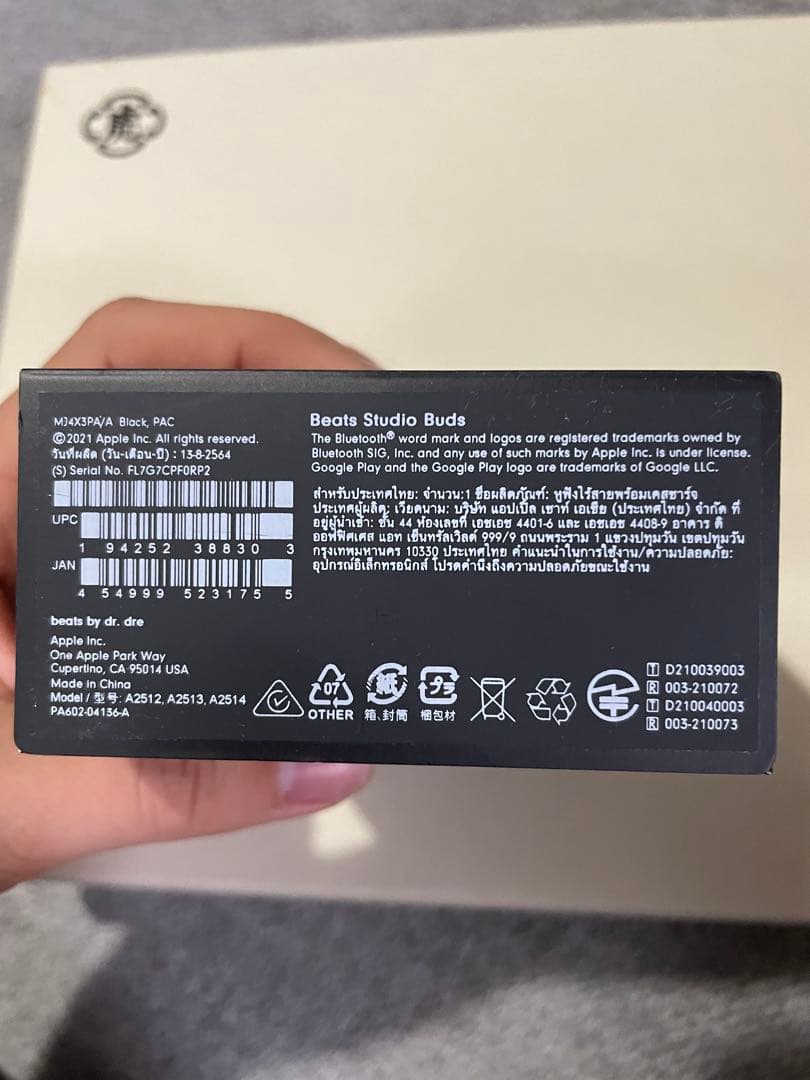 虎
MJ4X3PA/A Black, PAC
©2021 Apple Inc. All rights reserved.
วันที่ผลิต (วัน-เดือน-ปี) : 13-8-2564
(S) Serial No. FL7G7CPF0RP2
UPC
1 94252 38830 3
JAN
4 54999 523175 5
beats by dr. dre
Apple Inc.
One Apple Park Way
Cupertino, CA 95014 USA
Made in China
Model / 型号: A2512, A2513, A2514
PA602-04136-A
Beats Studio Buds
The Bluetooth® word mark and logos are registered trademarks owned by
Bluetooth SIG, Inc. and any use of such marks by Apple Inc. is under license.
Google Play and the Google Play logo are trademarks of Google LLC.
สำหรับประเทศไทย: จำนวน:1 ชื่อผลิตภัณฑ์: หูฟังไร้สายพร้อมเคสชาร์จ
ประเทศผู้ผลิต: เวียดนาม: บริษัท แอปเปิ้ล เซาท์ เอเชีย (ประเทศไทย) จำกัด ที่
อยู่ผู้นำเข้า: ชั้น 44 ห้องเลขที่ เอชเอช 4401-6 และ เอชเอช 4408-9 อาคาร ดิ
ออฟฟิศเศส แอท เซ็นทรัลเวิลด์ 999/9 ถนนพระราม 1 แขวงปทุมวัน เขตปทุมวัน
กรุงเทพมหานคร 10330 ประเทศไทย คำแนะนำในการใช้งาน/ความปลอดภัย:
อุปกรณ์อิเล็กทรอนิกส์ โปรดคำนึงถึงความปลอดภัยขณะใช้งาน
07
OTHER
紙
箱、封筒
プラ
梱包材
T D210039003
R 003-210072
T D210040003
R 003-210073